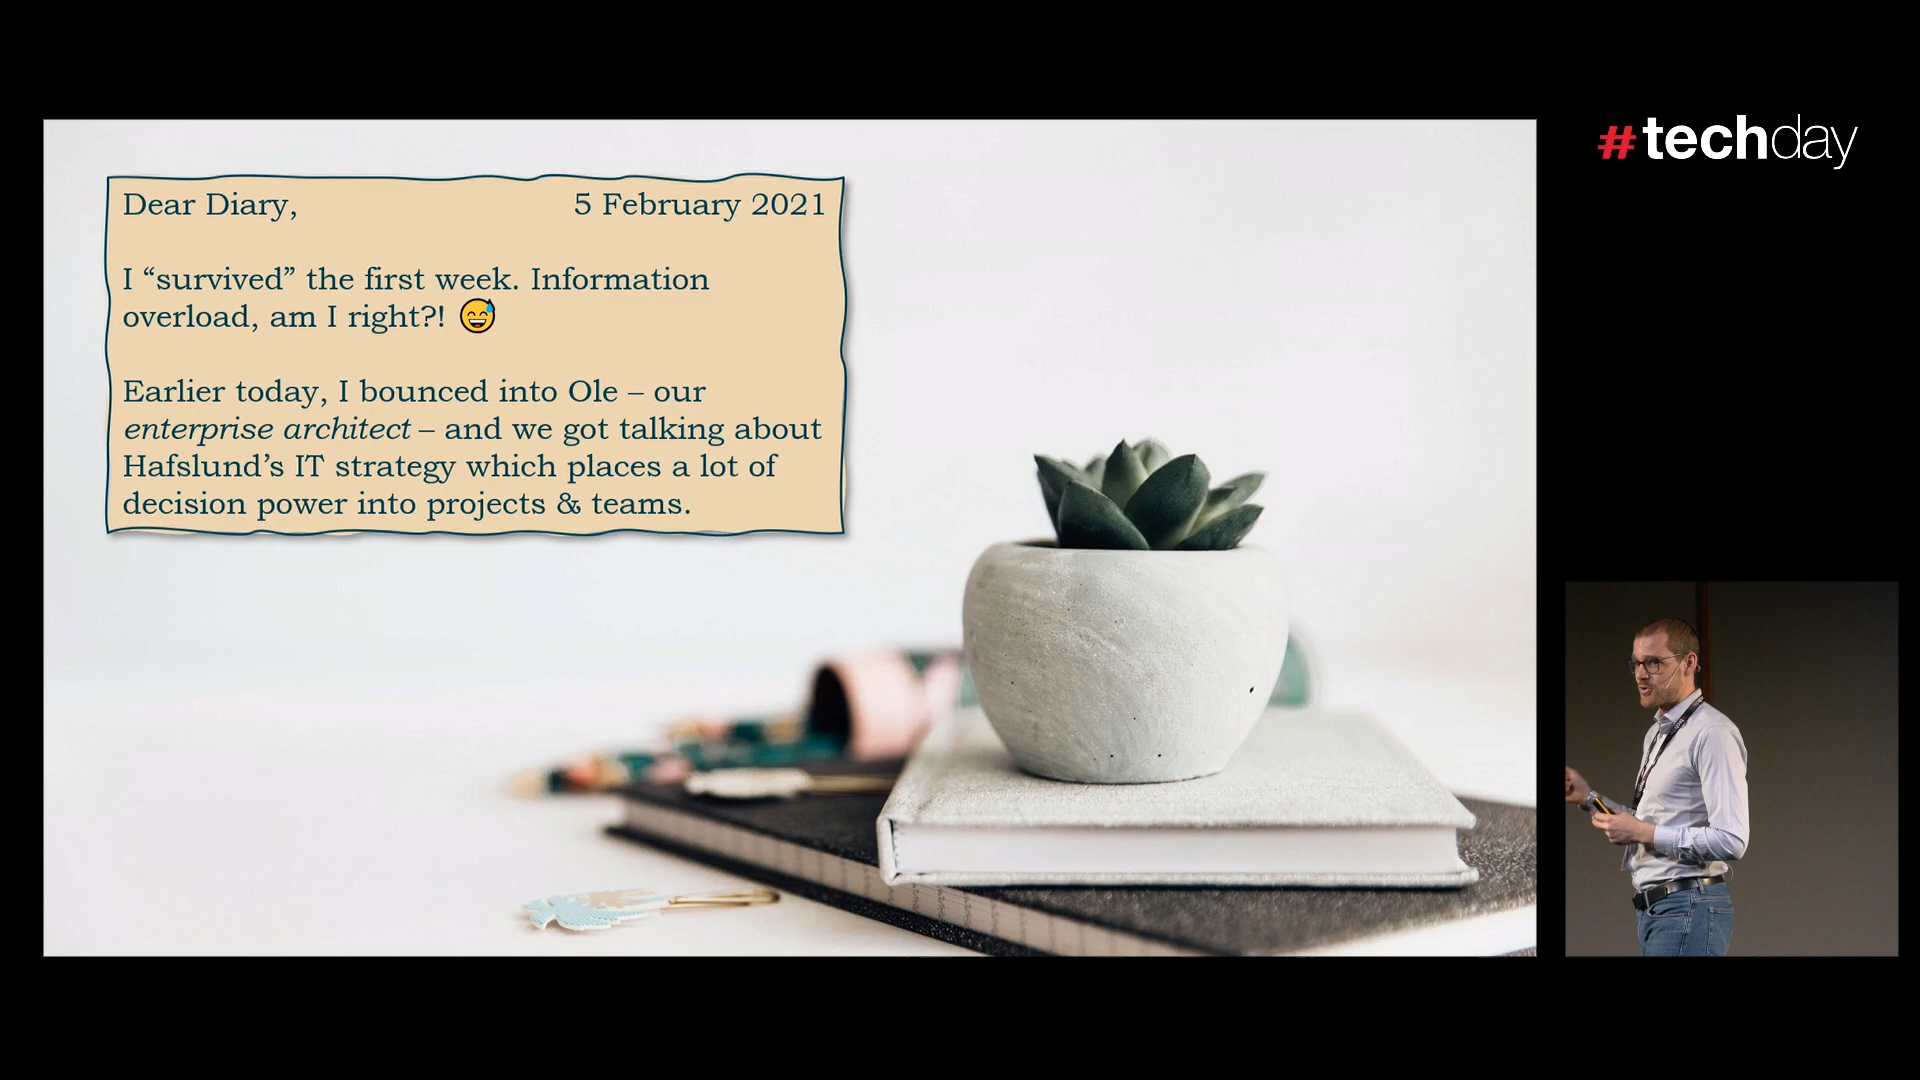 #techday
Dear Diary, 5 February 2021
I “survived” the first week. Information
overload, am I right?! 😅
Earlier today, I bounced into Ole – our
enterprise architect – and we got talking about
Hafslund’s IT strategy which places a lot of
decision power into projects & teams.